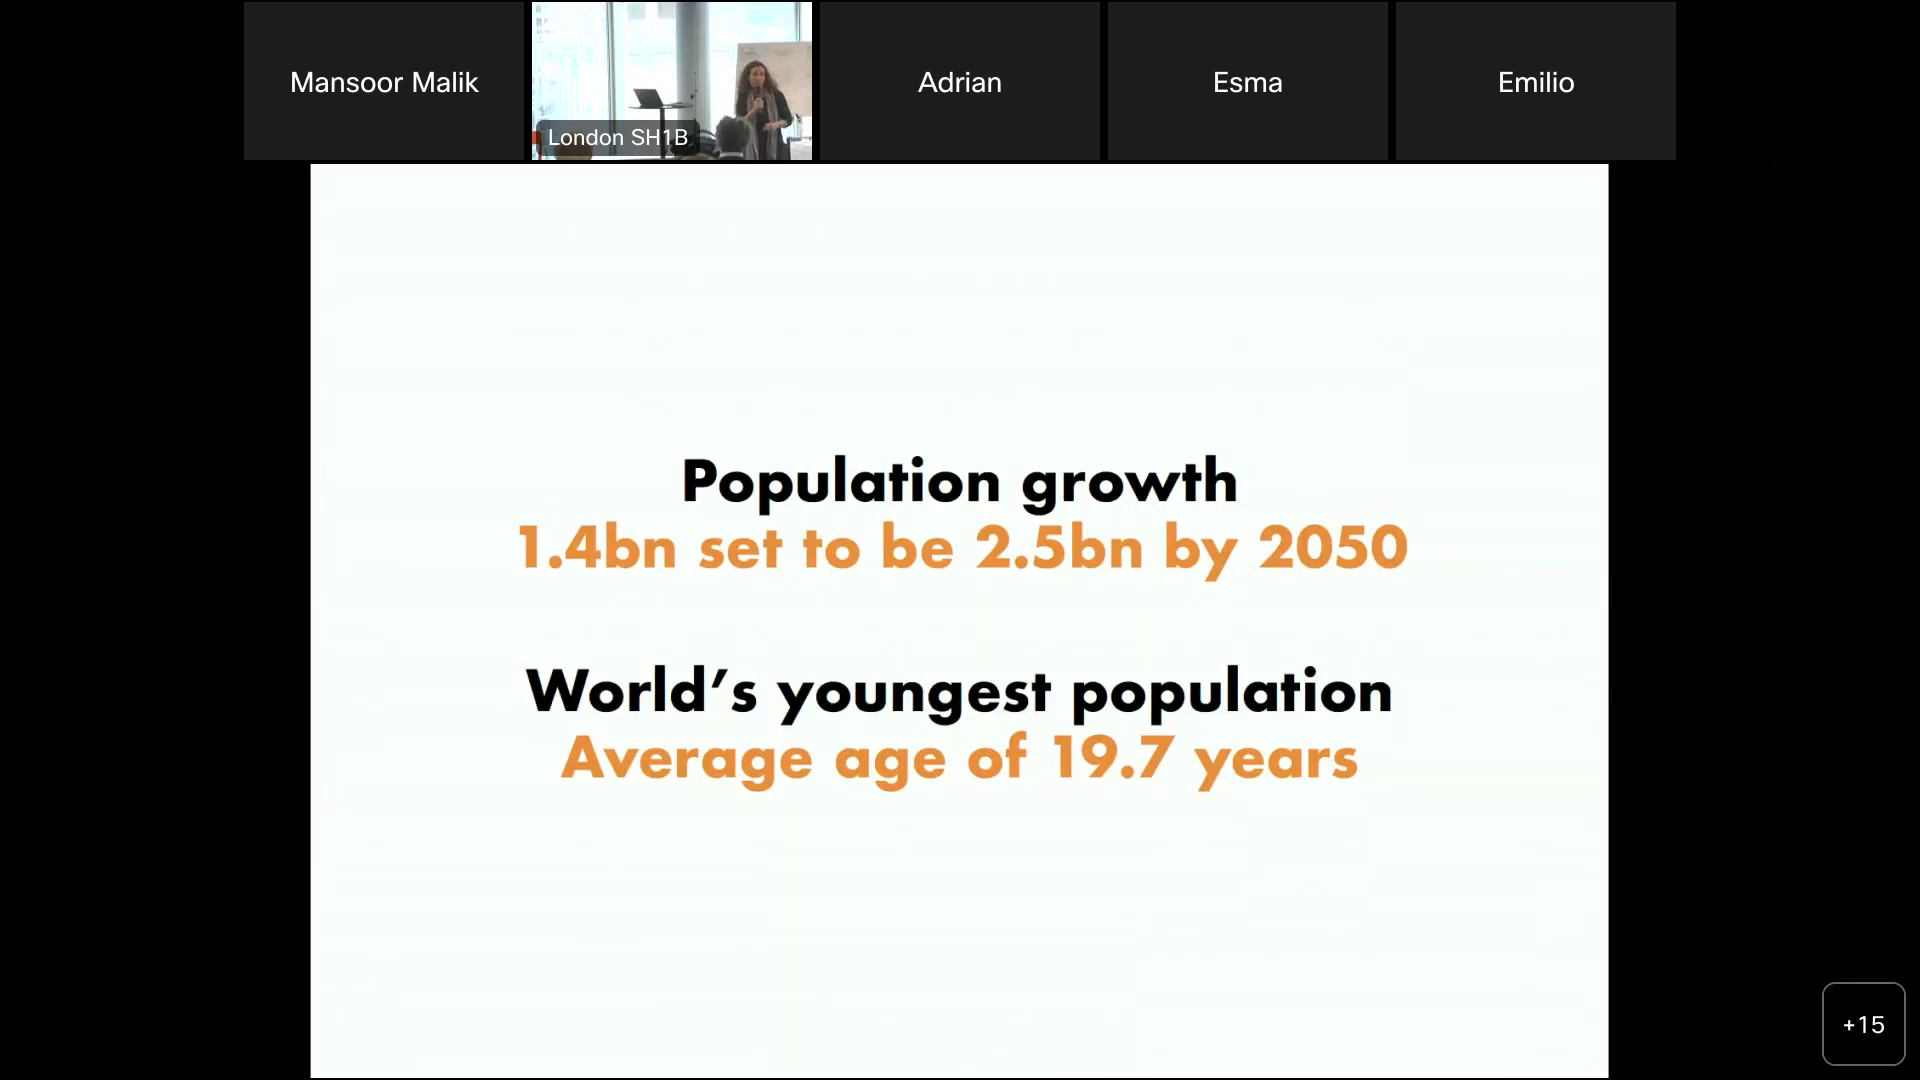 Mansoor Malik
London SH1B
Adrian
Esma
Emilio
Population growth
1.4bn set to be 2.5bn by 2050
World’s youngest population
Average age of 19.7 years
+15